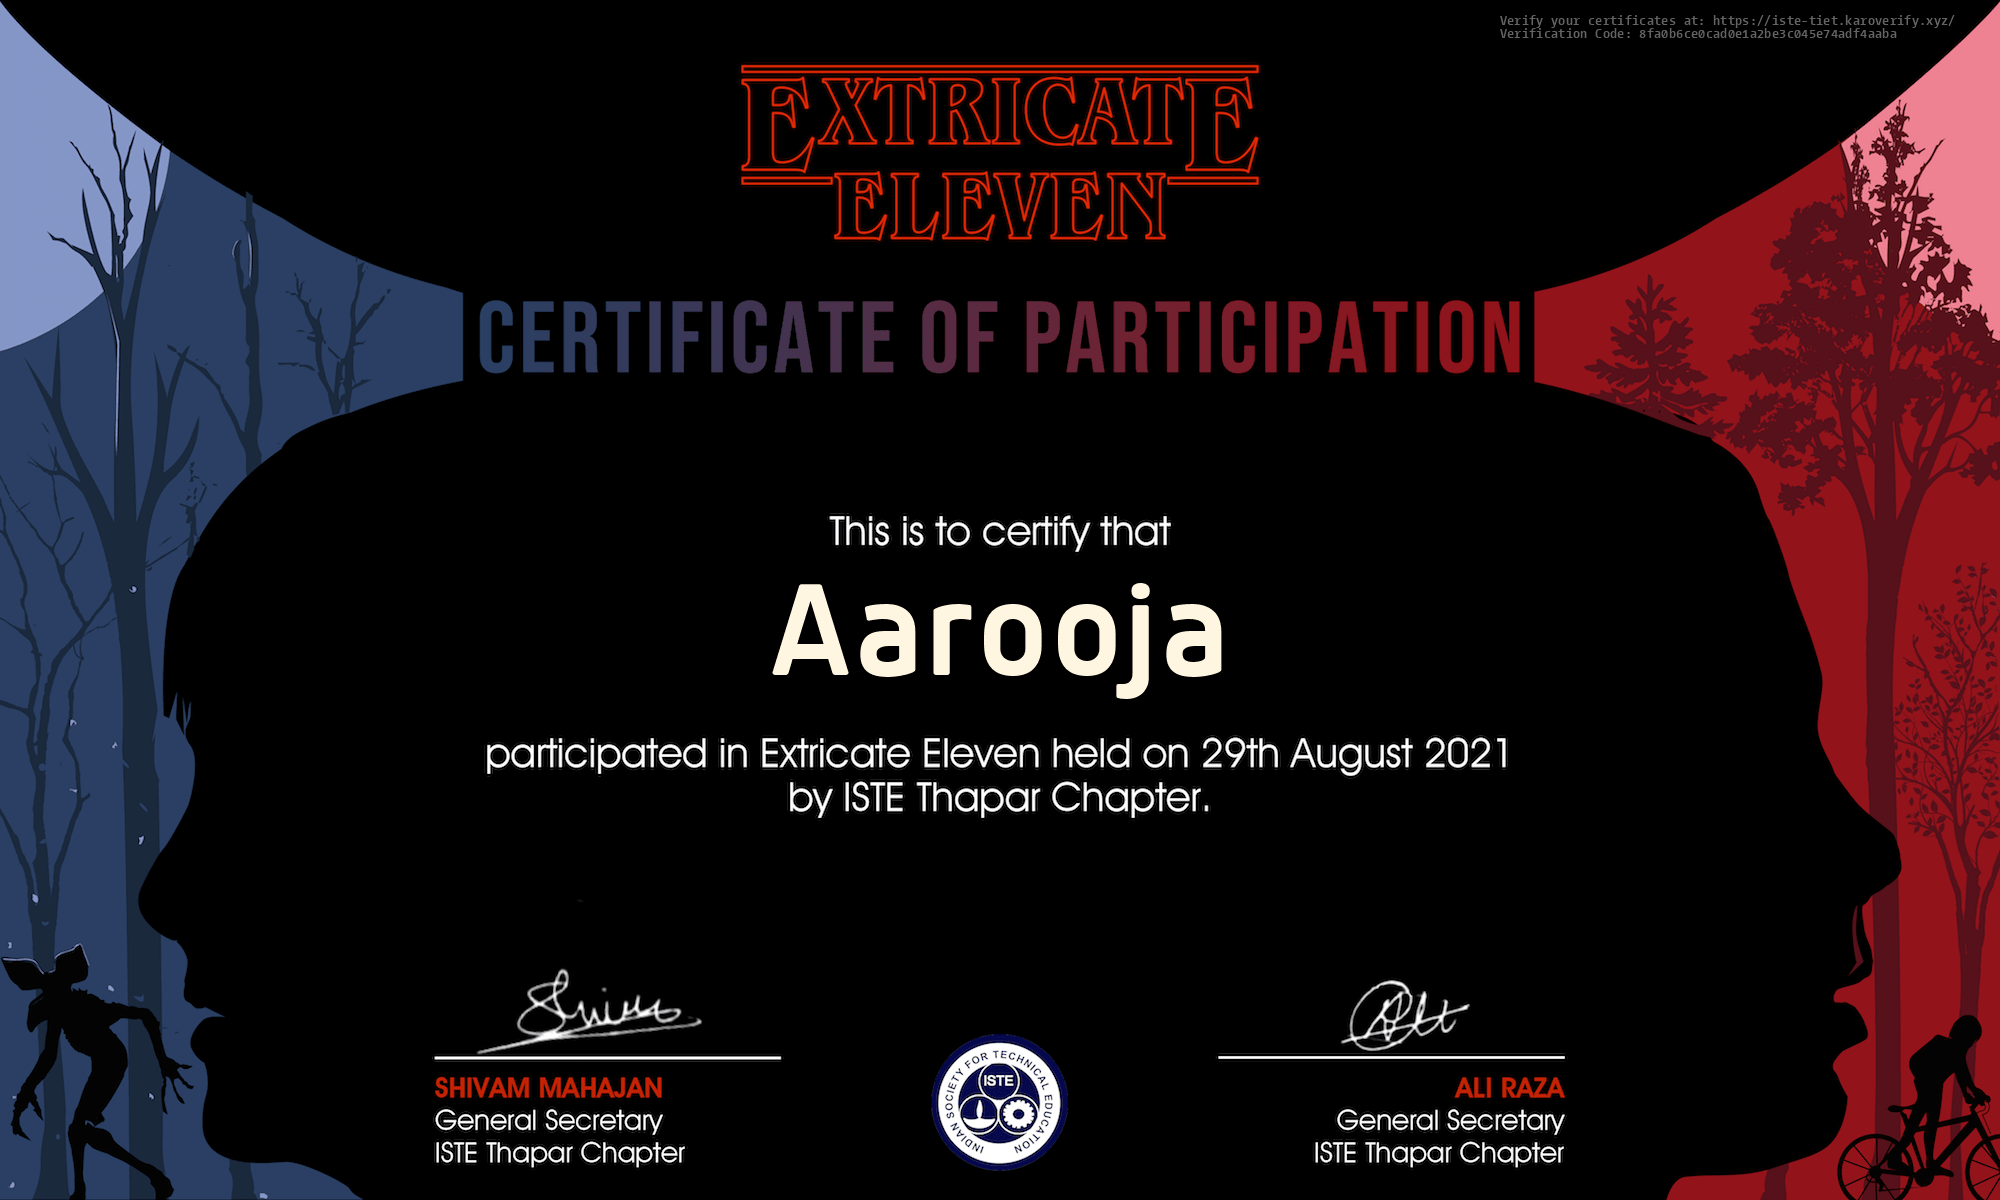 Verify your certificates at: https://iste-tiet.karoverify.xyz/
Verification Code: 8fa0b6ce0cad0e1a2be3c045e74adf4aaba
EXTRICATE
ELEVEN
CERTIFICATE OF PARTICIPATION
This is to certify that
Aarooja
participated in Extricate Eleven held on 29th August 2021
by ISTE Thapar Chapter.
SHIVAM MAHAJAN
General Secretary
ISTE Thapar Chapter
INDIAN SOCIETY FOR TECHNICAL EDUCATION
ISTE
ALI RAZA
General Secretary
ISTE Thapar Chapter